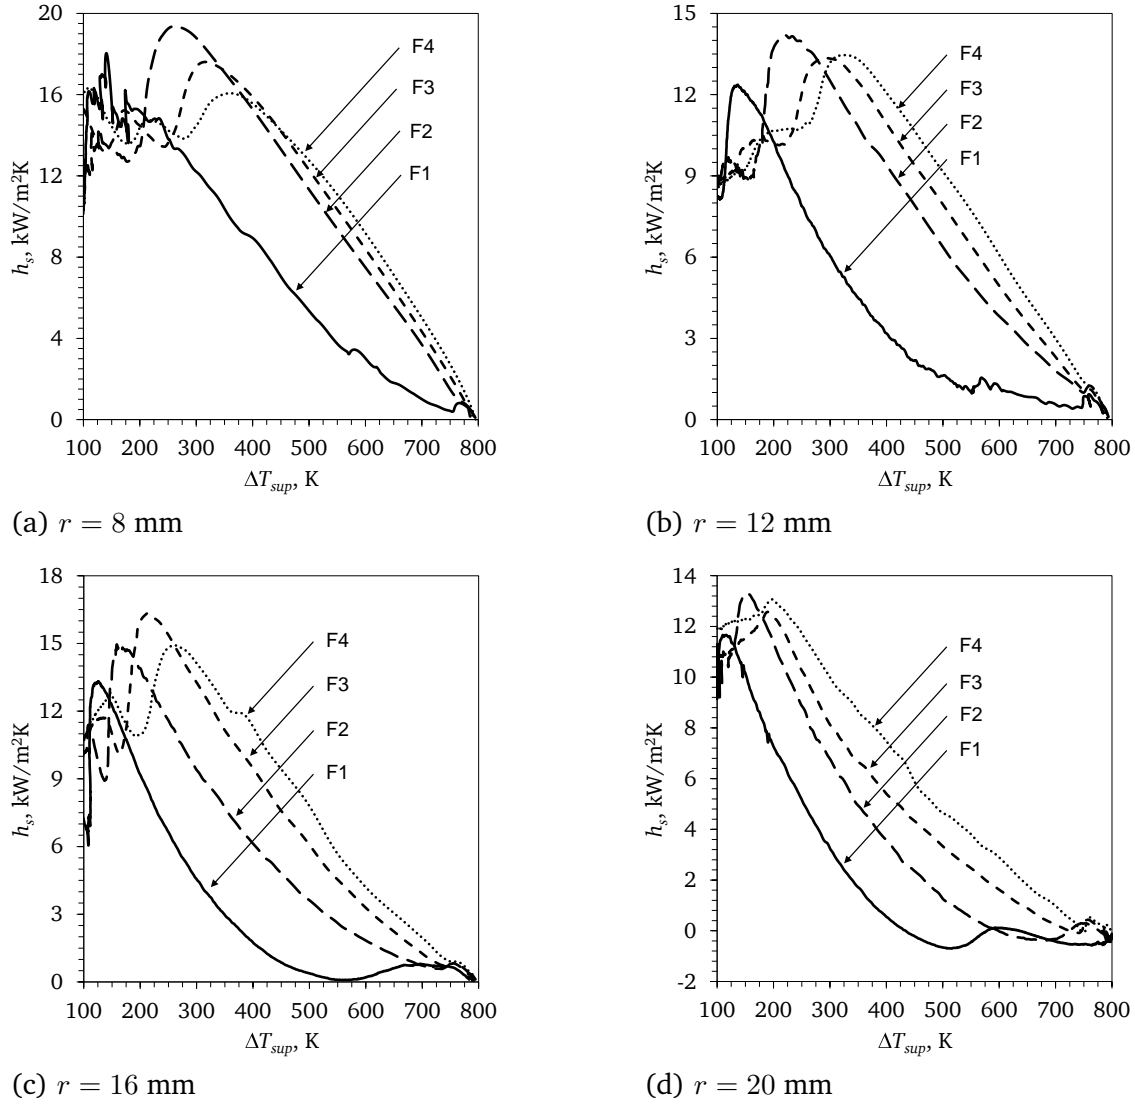 20
16
12
8
4
0
100 200 300 400 500 600 700 800
h_s, kW/m²K
ΔT_sup, K
F4
F3
F2
F1
(a) r = 8 mm
15
12
9
6
3
0
100 200 300 400 500 600 700 800
h_s, kW/m²K
ΔT_sup, K
F4
F3
F2
F1
(b) r = 12 mm
18
15
12
9
6
3
0
100 200 300 400 500 600 700 800
h_s, kW/m²K
ΔT_sup, K
F4
F3
F2
F1
(c) r = 16 mm
14
12
10
8
6
4
2
0
-2
100 200 300 400 500 600 700 800
h_s, kW/m²K
ΔT_sup, K
F4
F3
F2
F1
(d) r = 20 mm